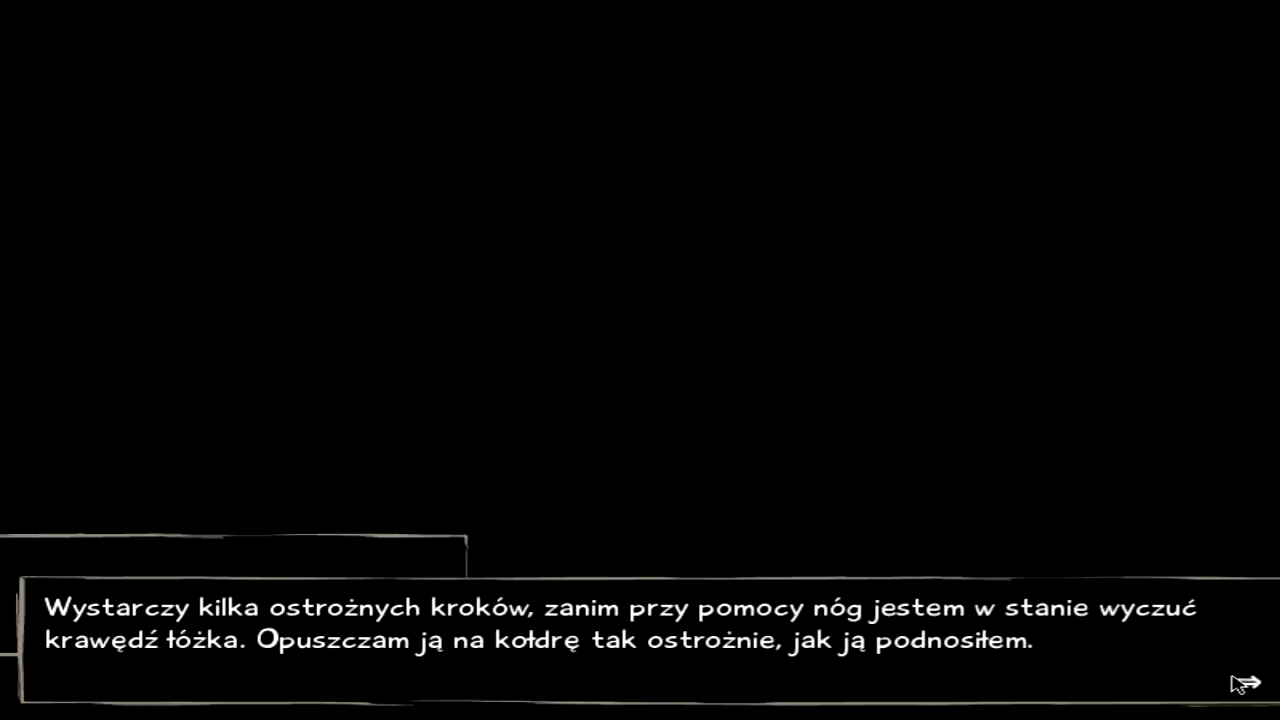 Wystarczy kilka ostrożnych kroków, zanim przy pomocy nóg jestem w stanie wyczuć
krawędź łóżka. Opuszczam ją na kołdrę tak ostrożnie, jak ją podnosiłem.